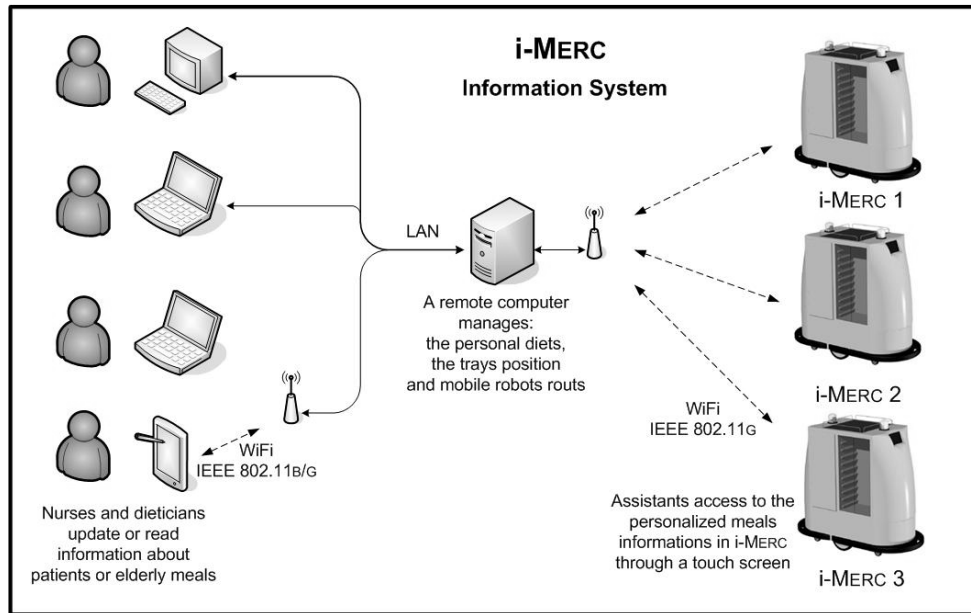 i-MERC
Information System
LAN
A remote computer
manages:
the personal diets,
the trays position
and mobile robots routs
WiFi
IEEE 802.11B/G
Nurses and dieticians
update or read
information about
patients or elderly meals
i-MERC 1
i-MERC 2
WiFi
IEEE 802.11G
Assistants access to the
personalized meals
informations in i-MERC
through a touch screen
i-MERC 3